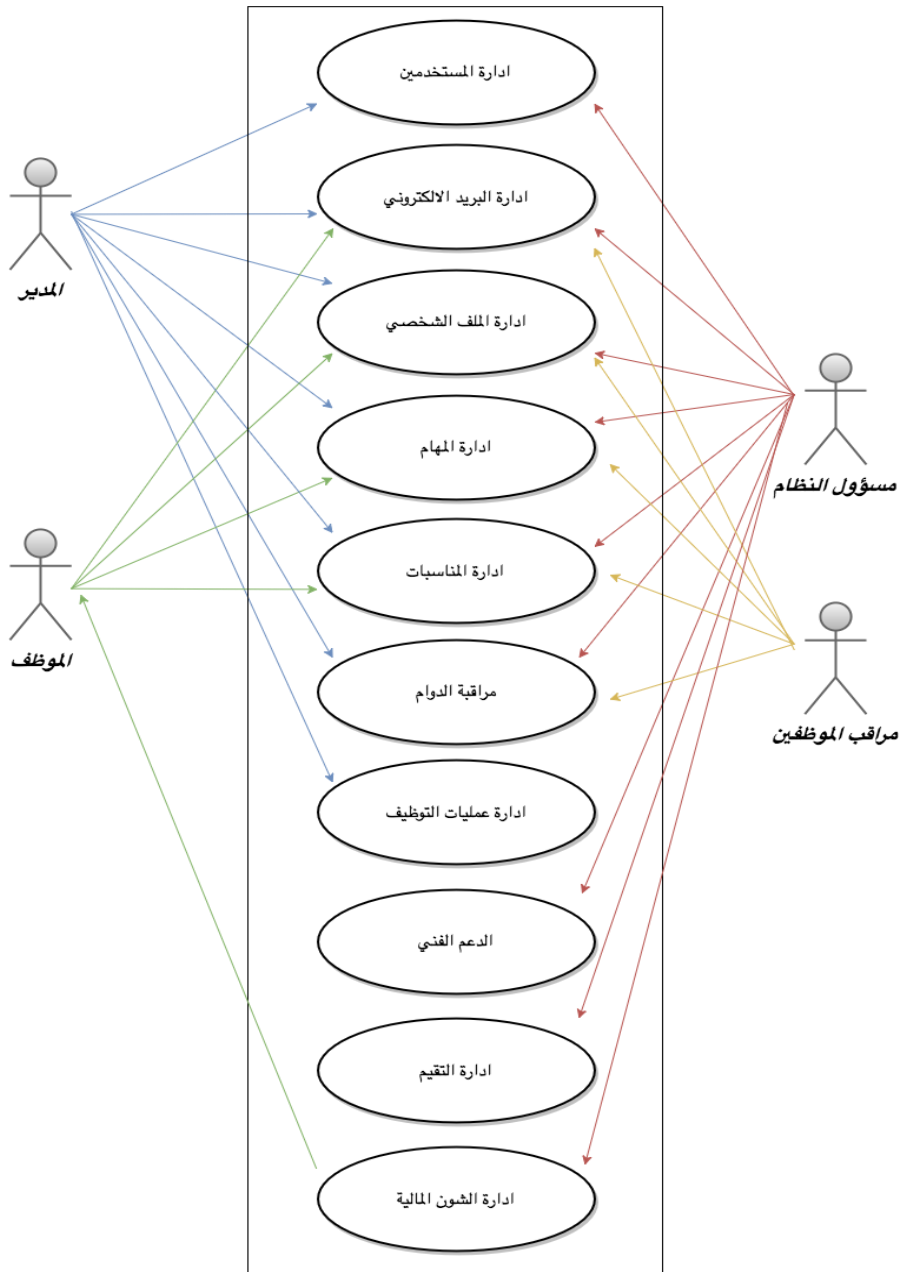 ادارة المستخدمين
ادارة البريد الالكتروني
المدير
ادارة الملف الشخصي
ادارة المهام
مسؤول النظام
ادارة المناسبات
الموظف
مراقبة الدوام
مراقب الموظفين
ادارة عمليات التوظيف
الدعم الفني
ادارة التقيم
ادارة الشون المالية